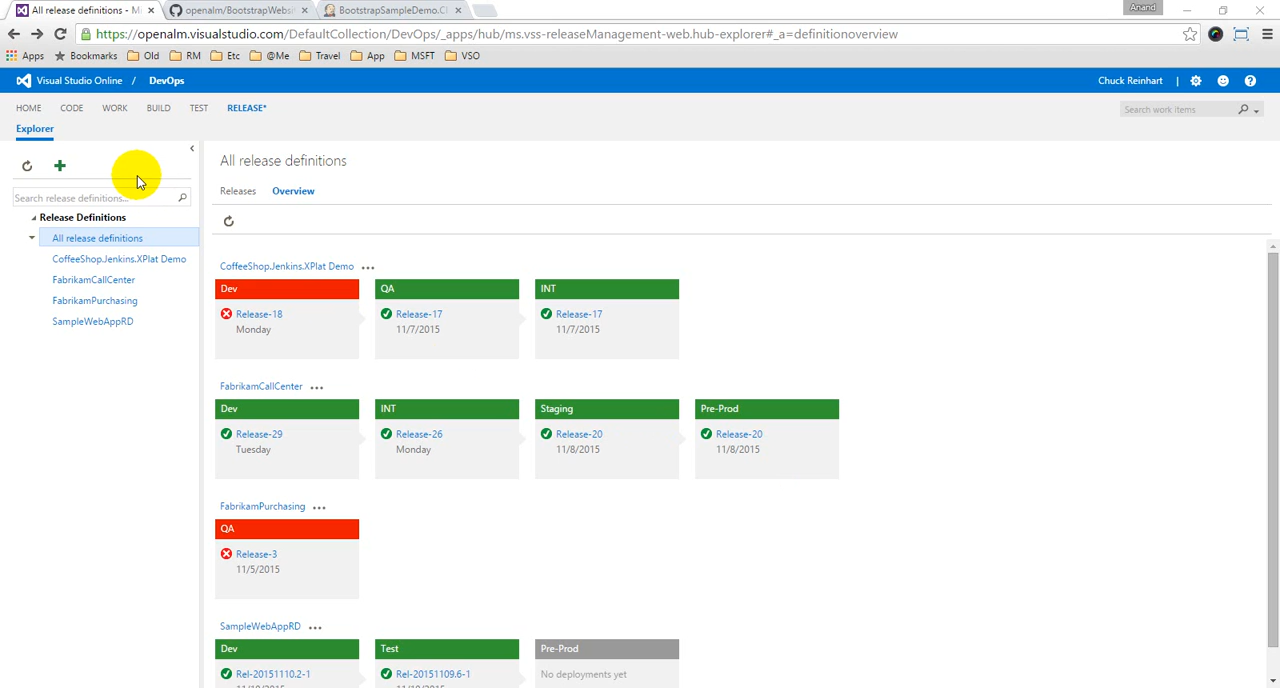 All release definitions - Mi
openalm/BootstrapWebsit
BootstrapSampleDemo.C
Anand
https://openalm.visualstudio.com/DefaultCollection/DevOps/_apps/hub/ms.vss-releaseManagement-web.hub-explorer#_a=definitionoverview
Apps Bookmarks Old RM Etc @Me Travel App MSFT VSO
Visual Studio Online / DevOps
Chuck Reinhart |
HOME CODE WORK BUILD TEST RELEASE*
Search work items
Explorer
Search release definitions...
Release Definitions
All release definitions
CoffeeShop.Jenkins.XPlat Demo
FabrikamCallCenter
FabrikamPurchasing
SampleWebAppRD
All release definitions
Releases Overview
CoffeeShop.Jenkins.XPlat Demo ...
Dev QA INT
Release-18 Release-17 Release-17
Monday 11/7/2015 11/7/2015
FabrikamCallCenter ...
Dev INT Staging Pre-Prod
Release-29 Release-26 Release-20 Release-20
Tuesday Monday 11/8/2015 11/8/2015
FabrikamPurchasing ...
QA
Release-3
11/5/2015
SampleWebAppRD ...
Dev Test Pre-Prod
Rel-20151110.2-1 Rel-20151109.6-1 No deployments yet